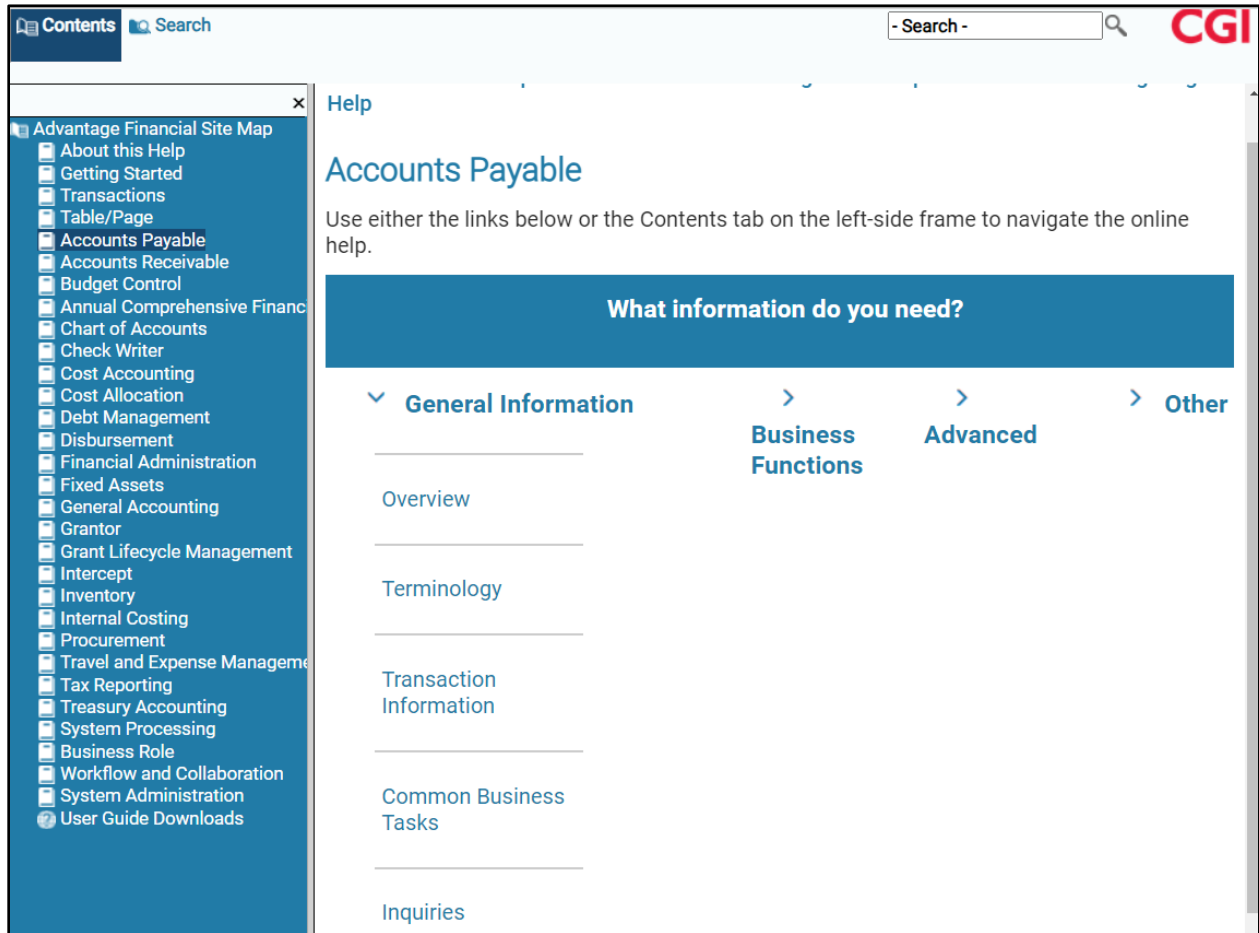 Contents Search
- Search -
CGI
×
Advantage Financial Site Map
About this Help
Getting Started
Transactions
Table/Page
Accounts Payable
Accounts Receivable
Budget Control
Annual Comprehensive Financ
Chart of Accounts
Check Writer
Cost Accounting
Cost Allocation
Debt Management
Disbursement
Financial Administration
Fixed Assets
General Accounting
Grantor
Grant Lifecycle Management
Intercept
Inventory
Internal Costing
Procurement
Travel and Expense Manageme
Tax Reporting
Treasury Accounting
System Processing
Business Role
Workflow and Collaboration
System Administration
User Guide Downloads
Help
Accounts Payable
Use either the links below or the Contents tab on the left-side frame to navigate the online
help.
What information do you need?
General Information
Overview
Terminology
Transaction
Information
Common Business
Tasks
Inquiries
Business
Functions
Advanced
Other